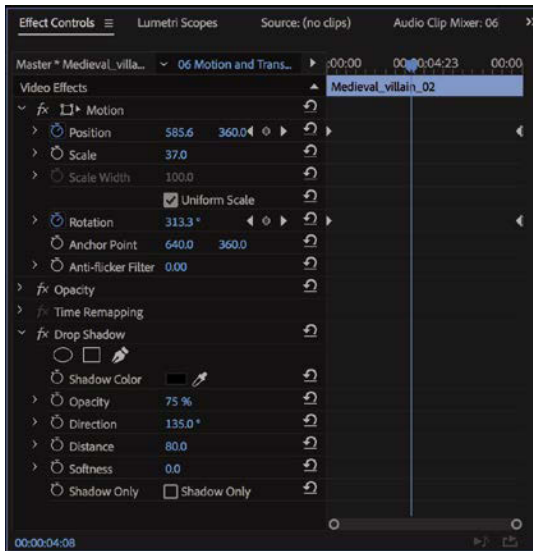 Effect Controls ≡ Lumetri Scopes Source: (no clips) Audio Clip Mixer: 06
Master * Medieval_villa... 06 Motion and Trans... :00:00 00:00:04:23 00:00
Video Effects Medieval_villain_02
fx Motion
Position 585.6 360.0
Scale 37.0
Scale Width 100.0
Uniform Scale
Rotation 313.3 °
Anchor Point 640.0 360.0
Anti-flicker Filter 0.00
fx Opacity
fx Time Remapping
fx Drop Shadow
Shadow Color
Opacity 75 %
Direction 135.0 °
Distance 80.0
Softness 0.0
Shadow Only Shadow Only
00:00:04:08